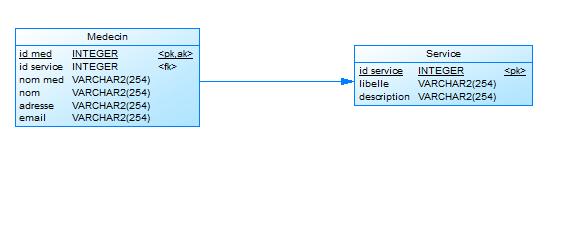 Medecin
id med INTEGER <pk,ak>
id service INTEGER <fk>
nom med VARCHAR2(254)
nom VARCHAR2(254)
adresse VARCHAR2(254)
email VARCHAR2(254)
Service
id service INTEGER <pk>
libelle VARCHAR2(254)
description VARCHAR2(254)